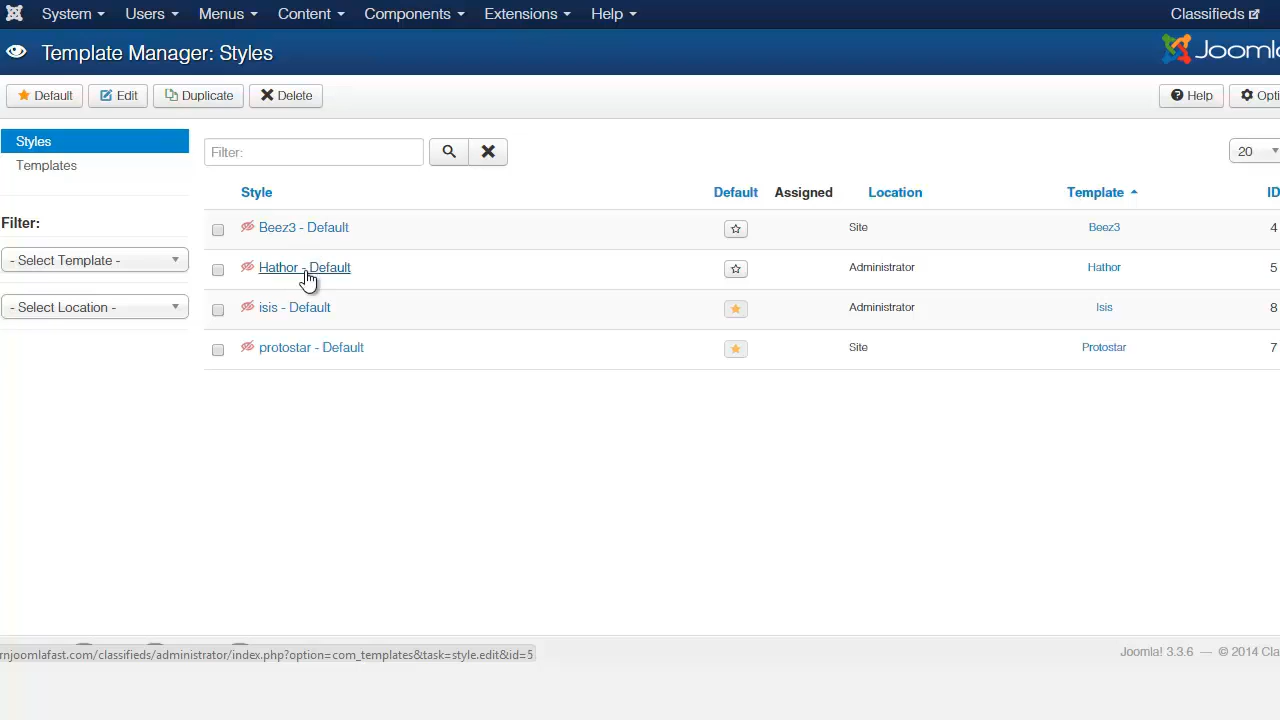 System Users Menus Content Components Extensions Help Classifieds
Template Manager: Styles
Default Edit Duplicate Delete Help
Styles
Templates
Filter:
- Select Template -
- Select Location -
Filter:
20
Style Default Assigned Location Template ID
Beez3 - Default Site Beez3 4
Hathor - Default Administrator Hathor 5
isis - Default Administrator Isis 8
protostar - Default Site Protostar 7
rnjoomlafast.com/classifieds/administrator/index.php?option=com_templates&task=style.edit&id=5
Joomla! 3.3.6 — © 2014